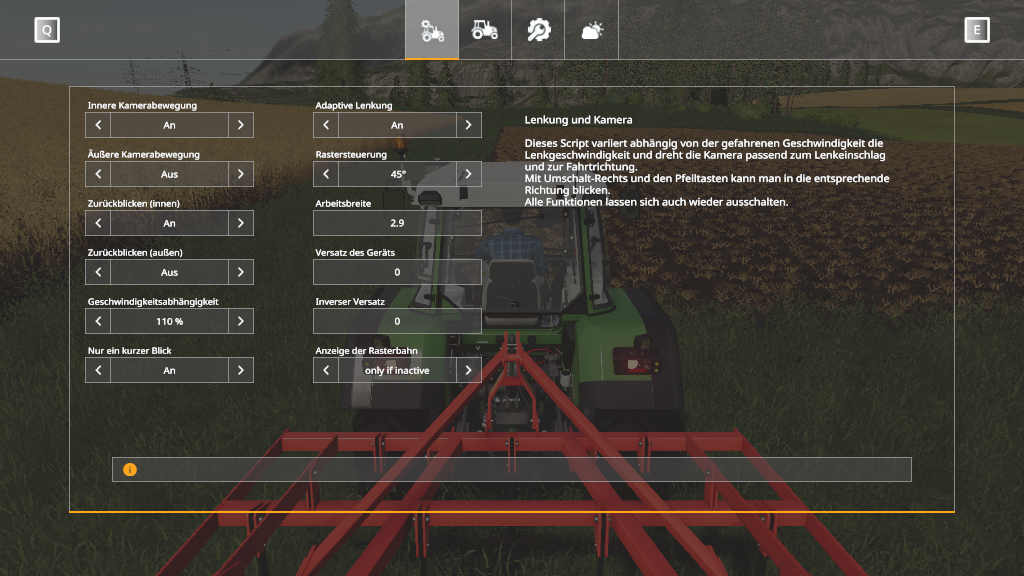 Q
E
Innere Kamerabewegung
An
Äußere Kamerabewegung
Aus
Zurückblicken (innen)
An
Zurückblicken (außen)
Aus
Geschwindigkeitsabhängigkeit
110 %
Nur ein kurzer Blick
An
Adaptive Lenkung
An
Rastersteuerung
45°
Arbeitsbreite
2.9
Versatz des Geräts
0
Inverser Versatz
0
Anzeige der Rasterbahn
only if inactive
Lenkung und Kamera
Dieses Script variiert abhängig von der gefahrenen Geschwindigkeit die
Lenkgeschwindigkeit und dreht die Kamera passend zum Lenkeinschlag
und zur Fahrtrichtung.
Mit Umschalt-Rechts und den Pfeiltasten kann man in die entsprechende
Richtung blicken.
Alle Funktionen lassen sich auch wieder ausschalten.